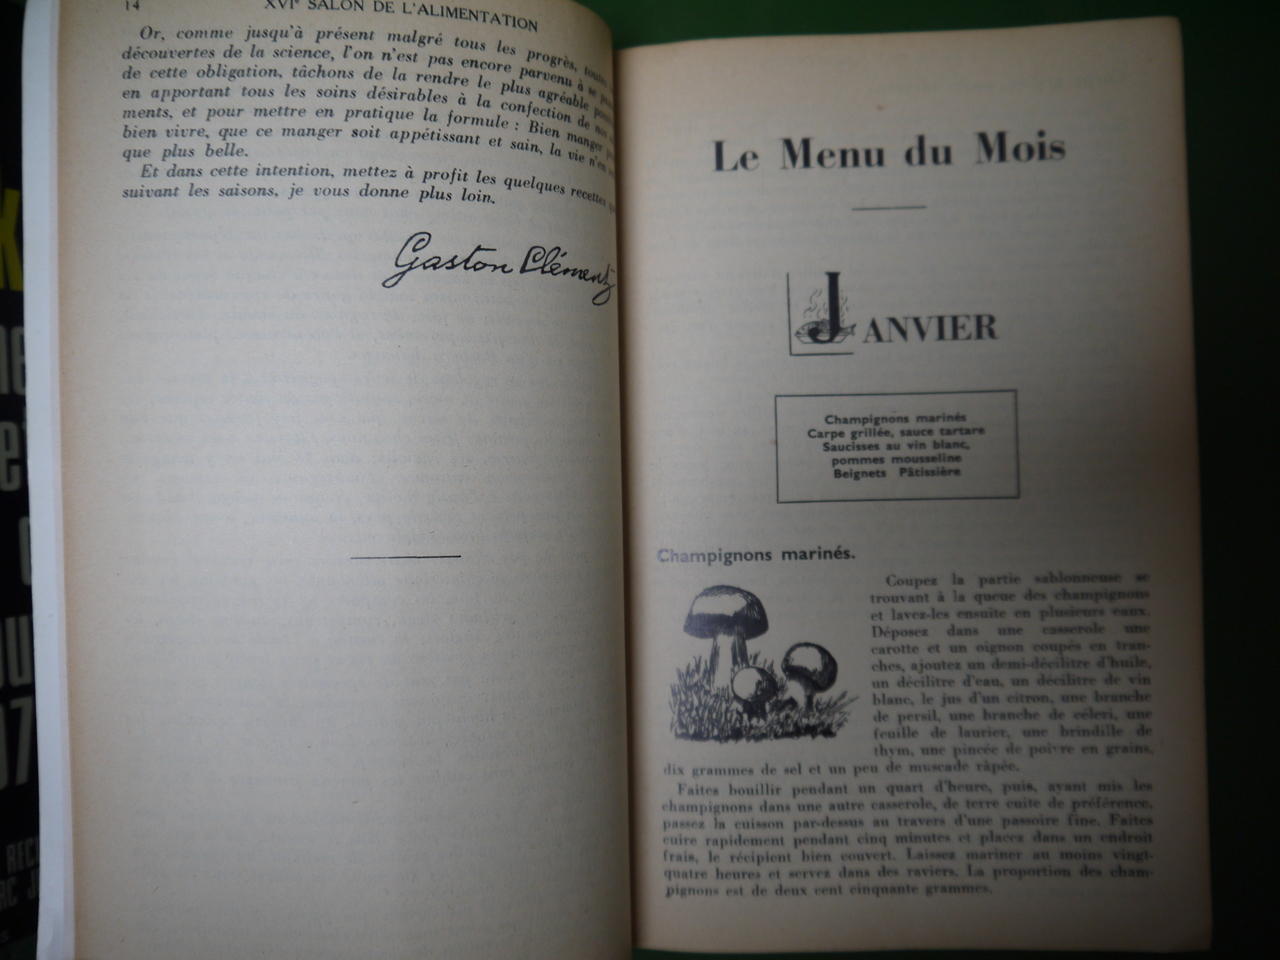 14
XVIe SALON DE L'ALIMENTATION
Or, comme jusqu'à présent malgré tous les progrès, toutes
découvertes de la science, l'on n'est pas encore parvenu à se
de cette obligation, tâchons de la rendre le plus agréable
en apportant tous les soins désirables à la confection de nos
ments, et pour mettre en pratique la formule : Bien manger
bien vivre, que ce manger soit appétissant et sain, la vie n'en
que plus belle.
Et dans cette intention, mettez à profit les quelques recettes
suivant les saisons, je vous donne plus loin.
Gaston Clément
Le Menu du Mois
JANVIER
Champignons marinés
Carpe grillée, sauce tartare
Saucisses au vin blanc,
pommes mousseline
Beignets Pâtissière
Champignons marinés.
Coupez la partie sablonneuse se
trouvant à la queue des champignons
et lavez-les ensuite en plusieurs eaux.
Déposez dans une casserole une
carotte et un oignon coupés en tran-
ches, ajoutez un demi-décilitre d'huile,
un décilitre d'eau, un décilitre de vin
blanc, le jus d'un citron, une branche
de persil, une branche de céleri, une
feuille de laurier, une brindille de
thym, une pincée de poivre en grains,
dix grammes de sel et un peu de muscade râpée.
Faites bouillir pendant un quart d'heure, puis, ayant mis les
champignons dans une autre casserole, de terre cuite de préférence,
passez la cuisson par-dessus au travers d'une passoire fine. Faites
cuire rapidement pendant cinq minutes et placez dans un endroit
frais, le récipient bien couvert. Laissez mariner au moins vingt-
quatre heures et servez dans des raviers. La proportion des cham-
pignons est de deux cent cinquante grammes.